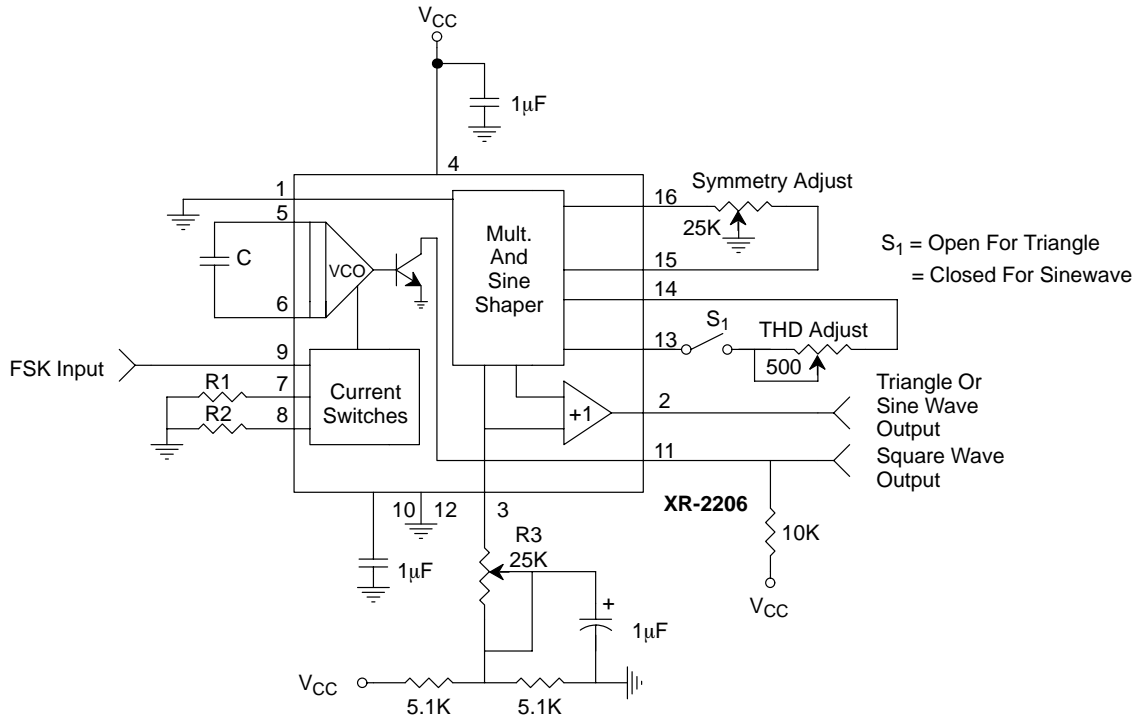 VCC
1μF
4
1
16
Symmetry Adjust
5
25K
Mult.
And
Sine
Shaper
S1 = Open For Triangle
C
VCO
15
= Closed For Sinewave
6
14
S1
THD Adjust
13
9
FSK Input
500
R1
7
Current
Switches
Triangle Or
Sine Wave
Output
+1
2
R2
8
11
Square Wave
Output
10
12
3
XR-2206
R3
25K
10K
1μF
+
1μF
VCC
VCC
5.1K
5.1K